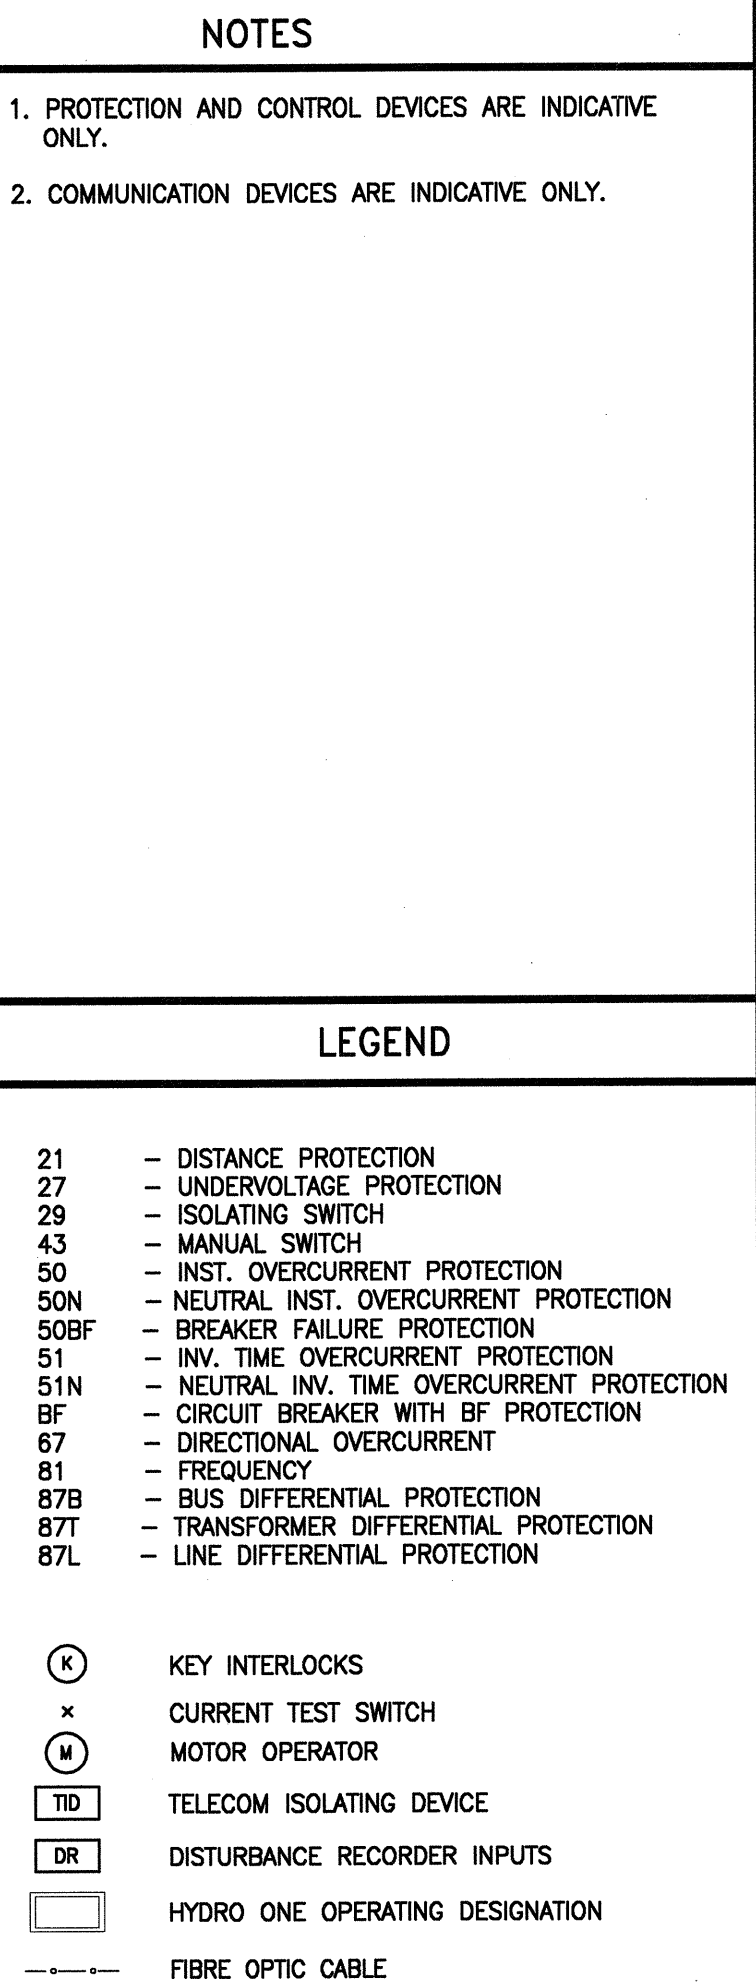 NOTES
1. PROTECTION AND CONTROL DEVICES ARE INDICATIVE
ONLY.
2. COMMUNICATION DEVICES ARE INDICATIVE ONLY.
LEGEND
21 – DISTANCE PROTECTION
27 – UNDERVOLTAGE PROTECTION
29 – ISOLATING SWITCH
43 – MANUAL SWITCH
50 – INST. OVERCURRENT PROTECTION
50N – NEUTRAL INST. OVERCURRENT PROTECTION
50BF – BREAKER FAILURE PROTECTION
51 – INV. TIME OVERCURRENT PROTECTION
51N – NEUTRAL INV. TIME OVERCURRENT PROTECTION
BF – CIRCUIT BREAKER WITH BF PROTECTION
67 – DIRECTIONAL OVERCURRENT
81 – FREQUENCY
87B – BUS DIFFERENTIAL PROTECTION
87T – TRANSFORMER DIFFERENTIAL PROTECTION
87L – LINE DIFFERENTIAL PROTECTION
K KEY INTERLOCKS
× CURRENT TEST SWITCH
M MOTOR OPERATOR
TID TELECOM ISOLATING DEVICE
DR DISTURBANCE RECORDER INPUTS
HYDRO ONE OPERATING DESIGNATION
FIBRE OPTIC CABLE